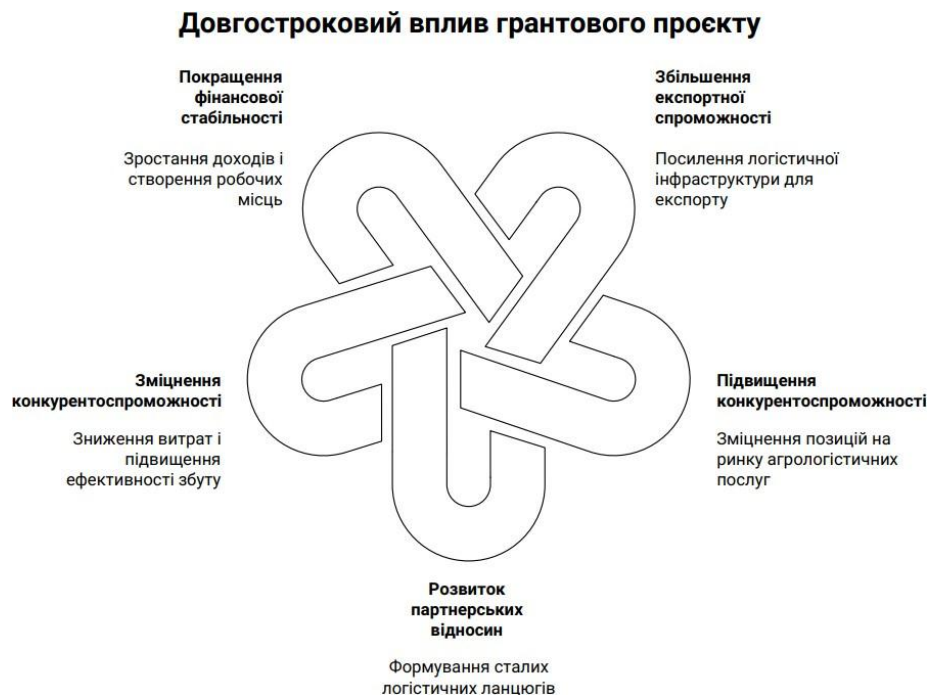 Довгостроковий вплив грантового проєкту
Покращення
фінансової
стабільності
Зростання доходів і
створення робочих
місць
Збільшення
експортної
спроможності
Посилення логістичної
інфраструктури для
експорту
Зміцнення
конкурентоспроможності
Зниження витрат і
підвищення
ефективності збуту
Підвищення
конкурентоспроможності
Зміцнення позицій на
ринку агрологістичних
послуг
Розвиток
партнерських
відносин
Формування сталих
логістичних ланцюгів